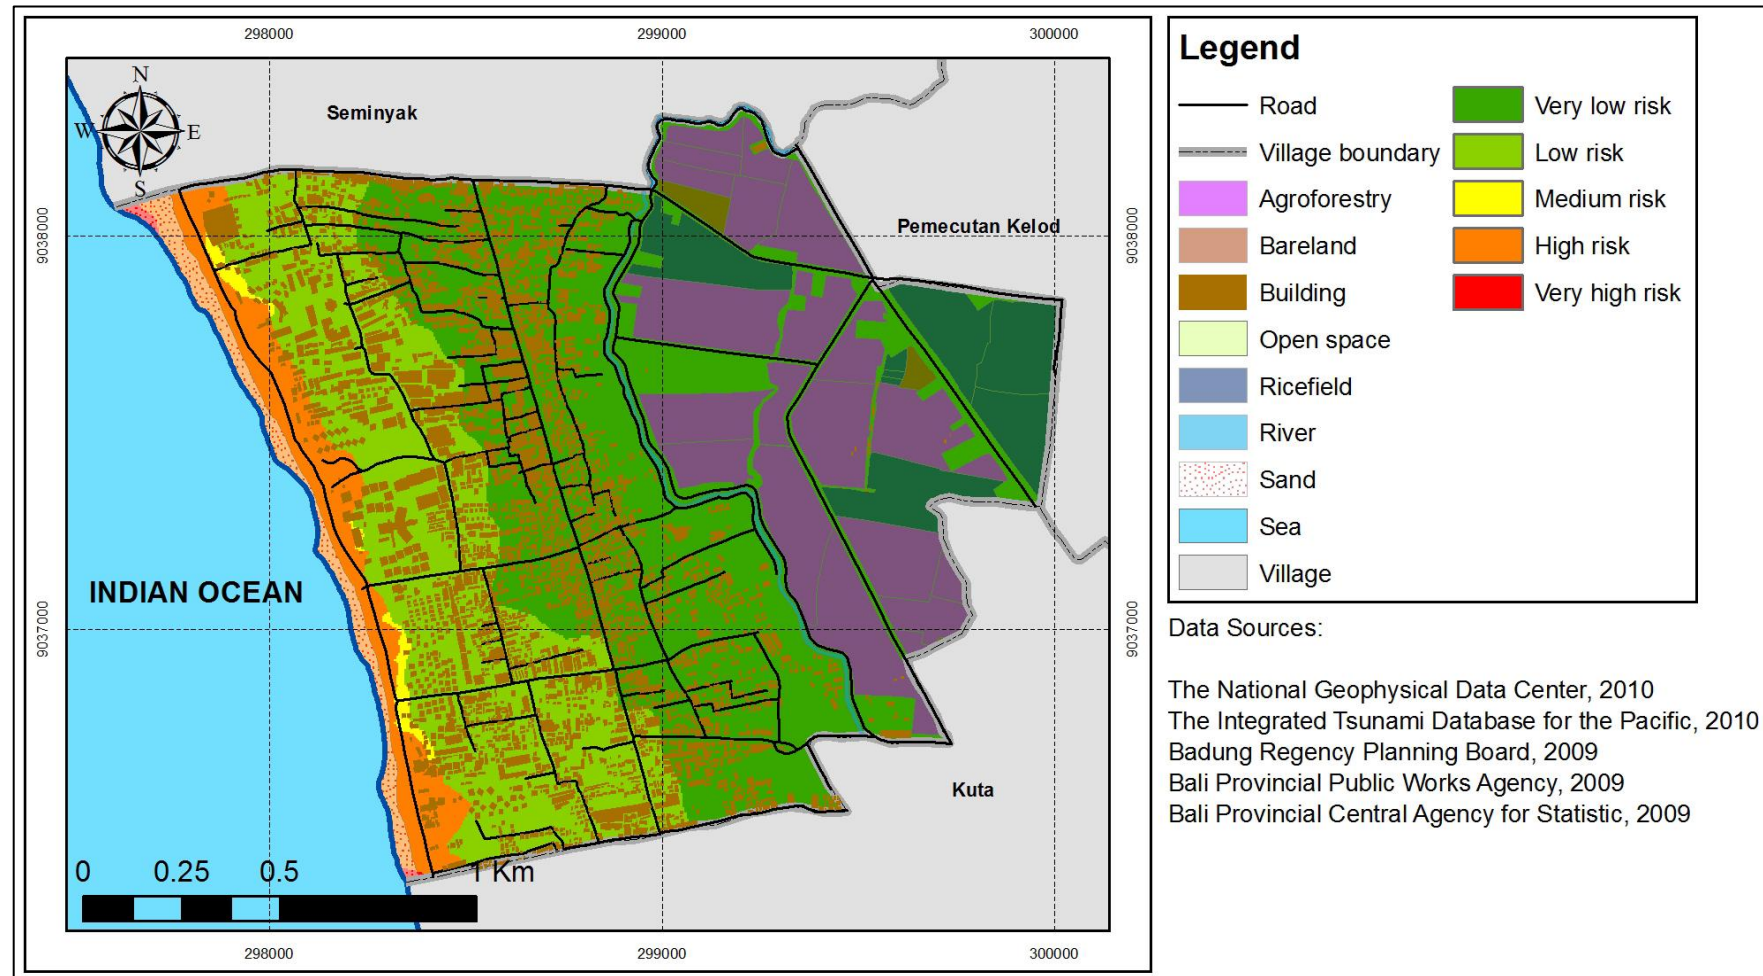 298000
299000
300000
N
W
E
S
Seminyak
Pemecutan Kelod
9038000
9038000
INDIAN OCEAN
9037000
9037000
Kuta
0
0.25
0.5
1 Km
298000
299000
300000
Legend
Road
Village boundary
Agroforestry
Bareland
Building
Open space
Ricefield
River
Sand
Sea
Village
Very low risk
Low risk
Medium risk
High risk
Very high risk
Data Sources:
The National Geophysical Data Center, 2010
The Integrated Tsunami Database for the Pacific, 2010
Badung Regency Planning Board, 2009
Bali Provincial Public Works Agency, 2009
Bali Provincial Central Agency for Statistic, 2009